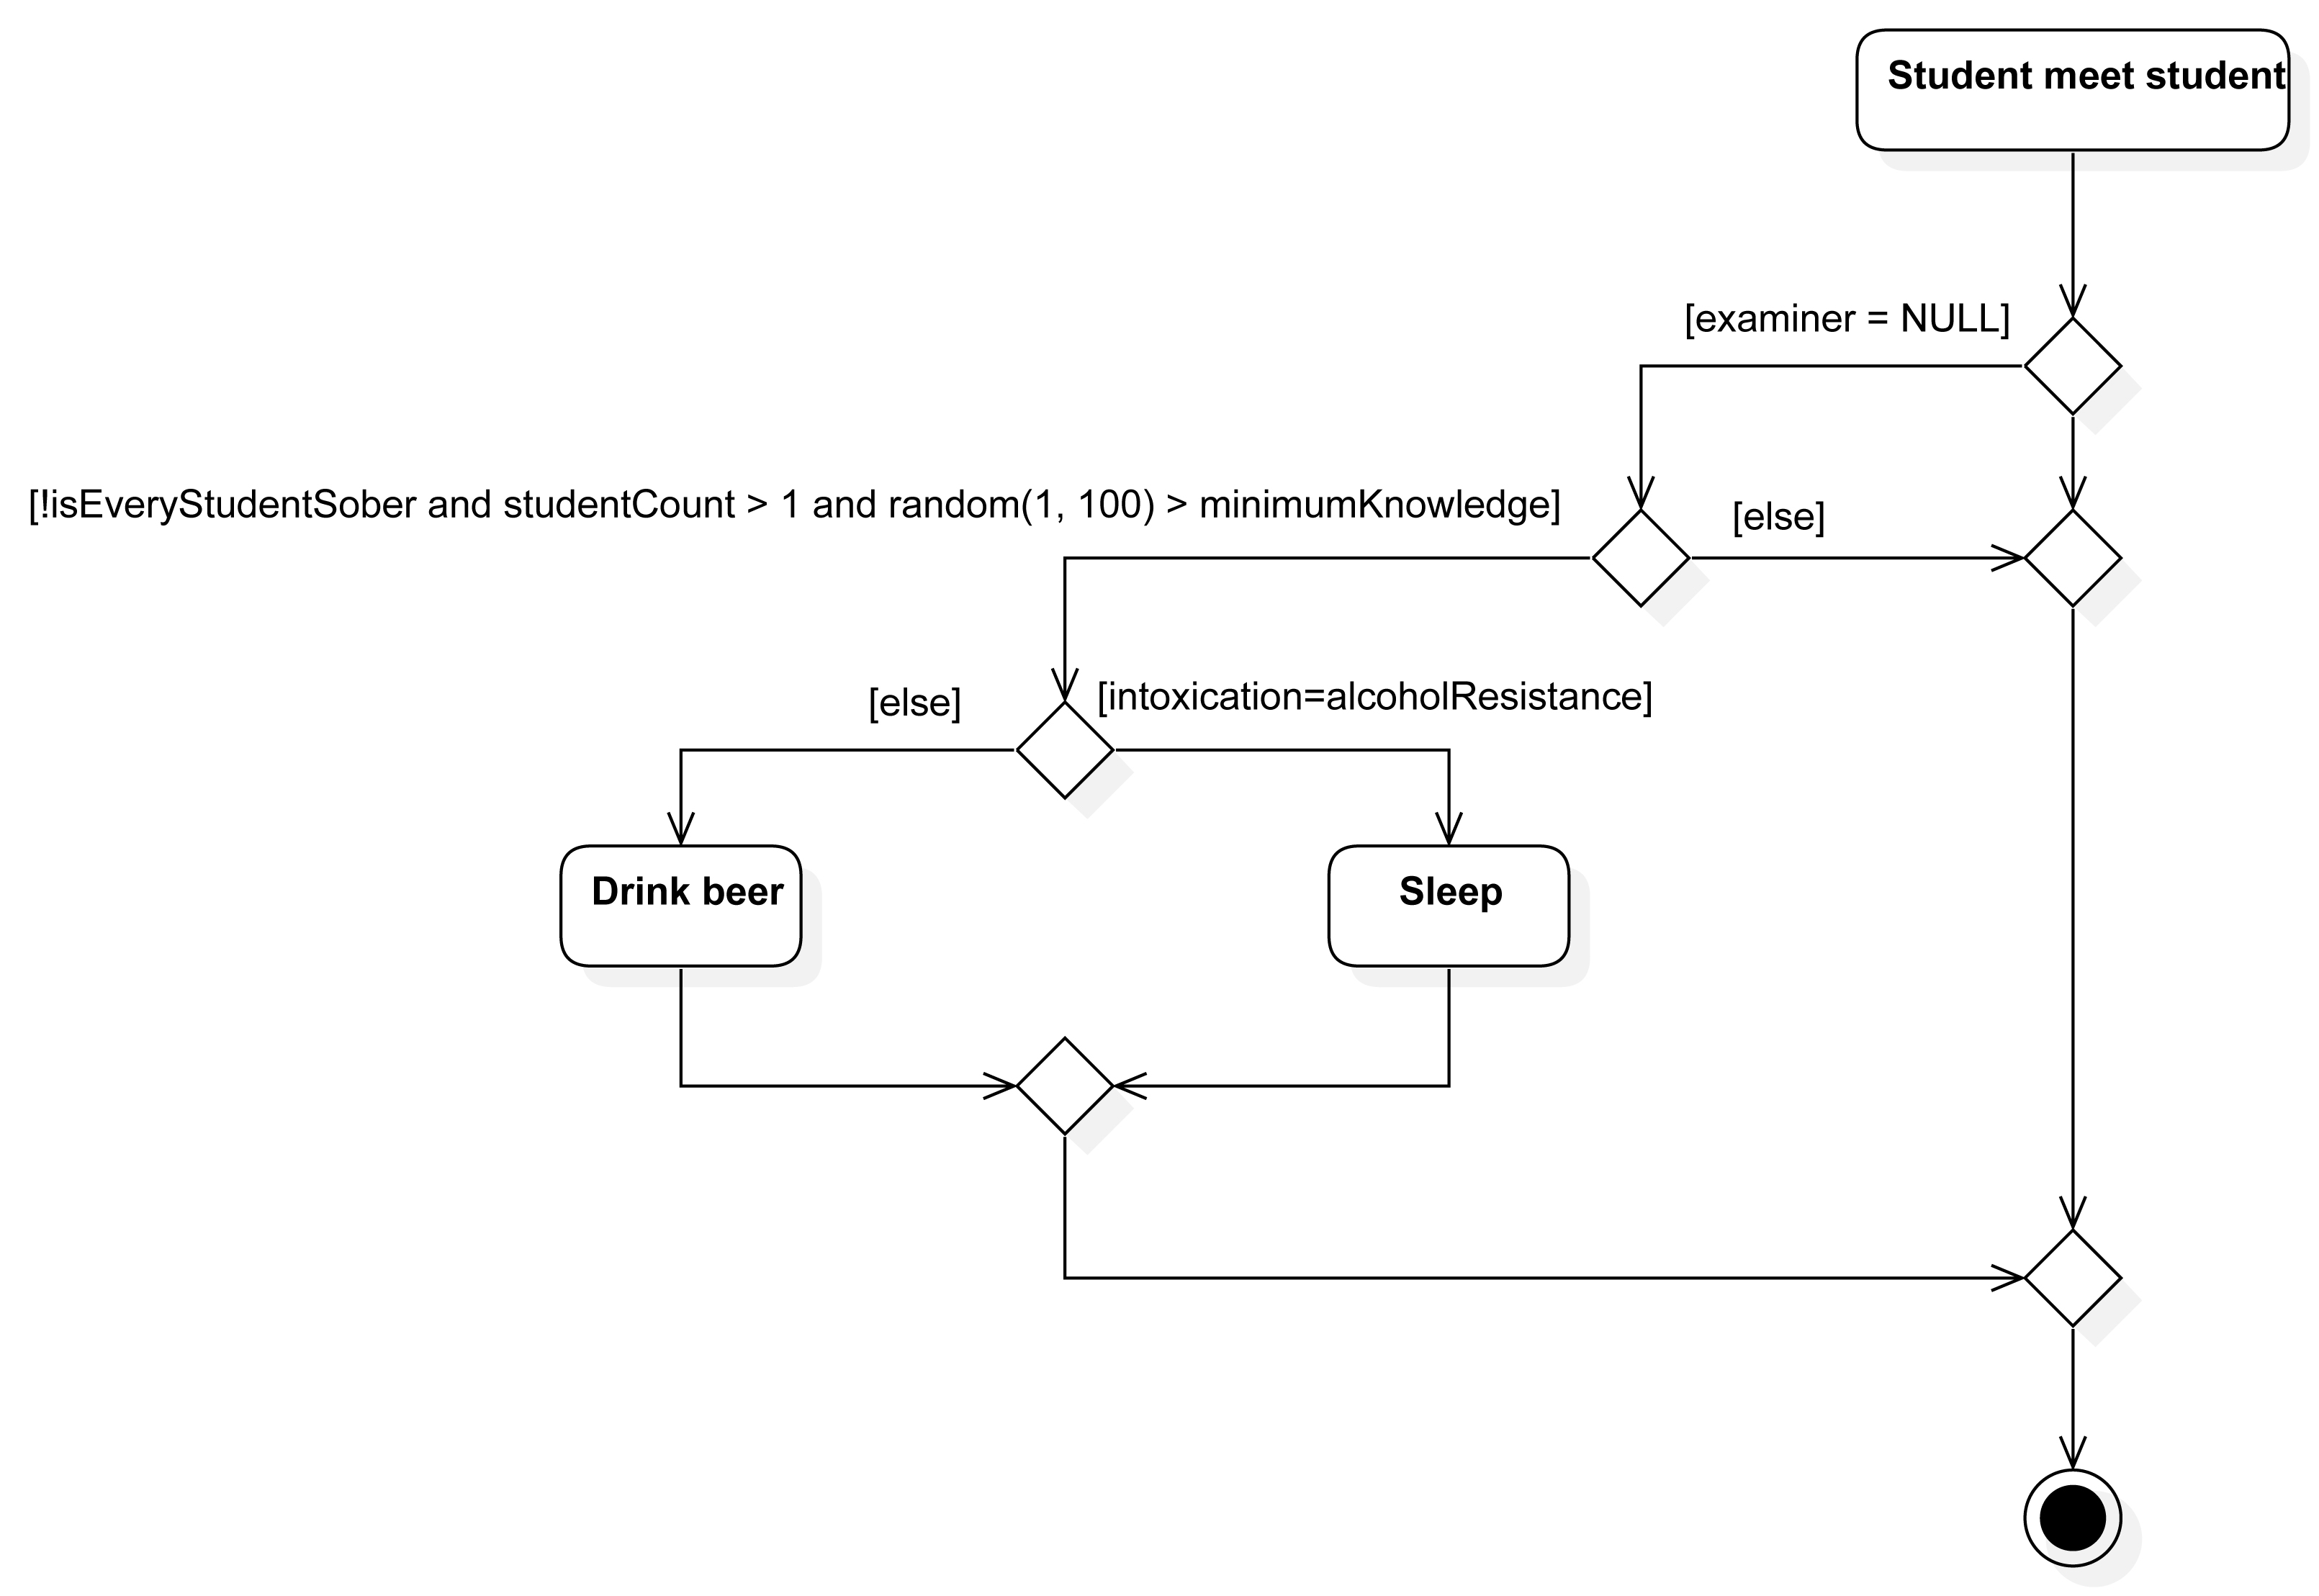 Student meet student
[examiner = NULL]
[!isEveryStudentSober and studentCount > 1 and random(1, 100) > minimumKnowledge]
[else]
[else]
[intoxication=alcoholResistance]
Drink beer
Sleep